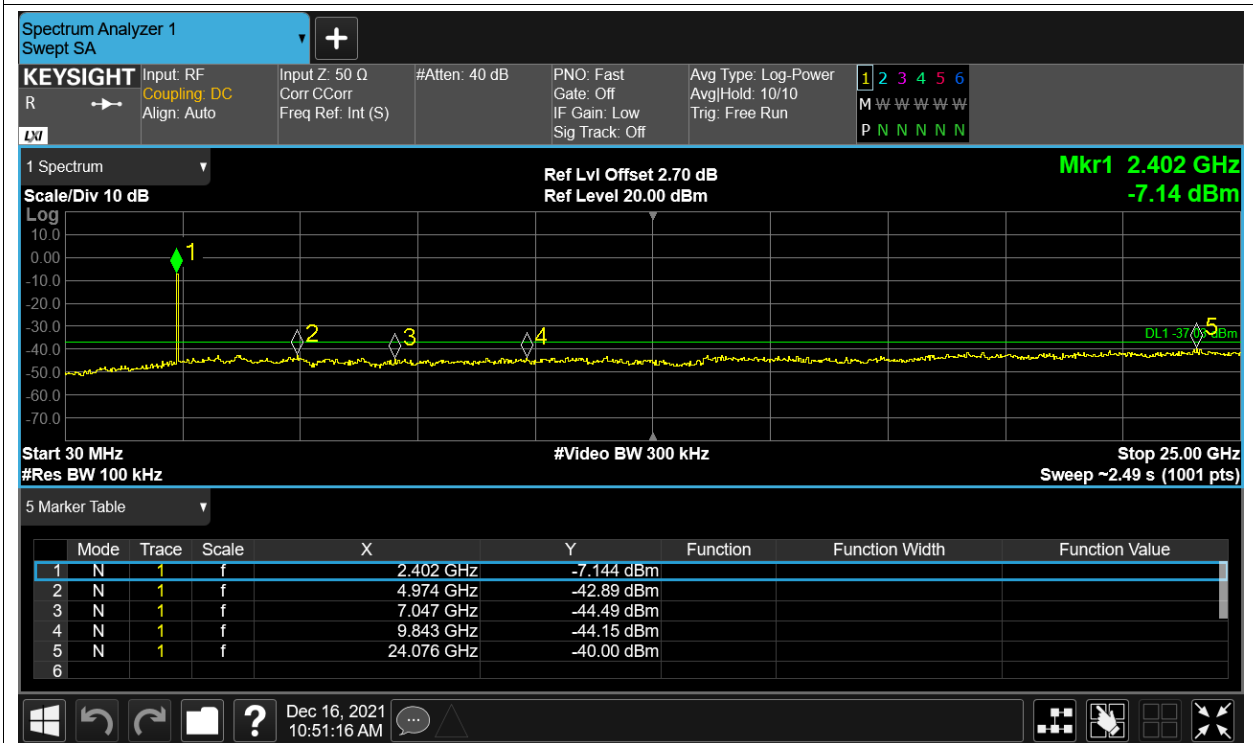 Spectrum Analyzer 1
Swept SA
KEYSIGHT
R
LXI
Input: RF
Coupling: DC
Align: Auto
Input Z: 50 Ω
Corr CCorr
Freq Ref: Int (S)
#Atten: 40 dB
PNO: Fast
Gate: Off
IF Gain: Low
Sig Track: Off
Avg Type: Log-Power
Avg|Hold: 10/10
Trig: Free Run
1 2 3 4 5 6
M W W W W W
P N N N N N
1 Spectrum
Scale/Div 10 dB
Ref Lvl Offset 2.70 dB
Ref Level 20.00 dBm
Mkr1 2.402 GHz
-7.14 dBm
Log
10.0
0.00
-10.0
-20.0
-30.0
-40.0
-50.0
-60.0
-70.0
1
2
3
4
5
Start 30 MHz
#Res BW 100 kHz
#Video BW 300 kHz
Stop 25.00 GHz
Sweep ~2.49 s (1001 pts)
5 Marker Table
Mode Trace Scale X Y Function Function Width Function Value
1 N 1 f 2.402 GHz -7.144 dBm
2 N 1 f 4.974 GHz -42.89 dBm
3 N 1 f 7.047 GHz -44.49 dBm
4 N 1 f 9.843 GHz -44.15 dBm
5 N 1 f 24.076 GHz -40.00 dBm
6
?
Dec 16, 2021
10:51:16 AM